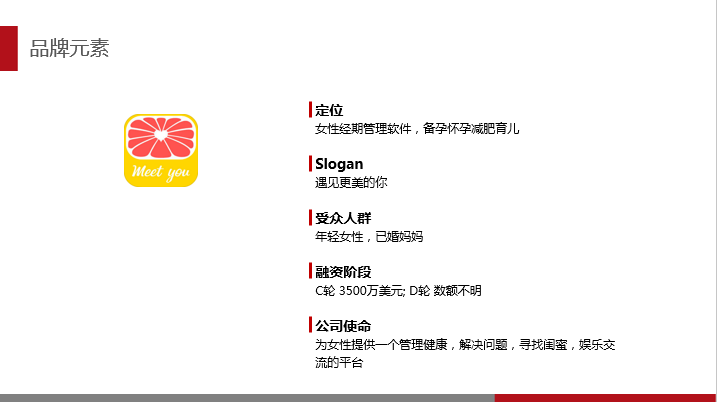 品牌元素
Meet you
定位
女性经期管理软件，备孕怀孕减肥育儿
Slogan
遇见更美的你
受众人群
年轻女性，已婚妈妈
融资阶段
C轮 3500万美元; D轮 数额不明
公司使命
为女性提供一个管理健康，解决问题，寻找闺蜜，娱乐交
流的平台